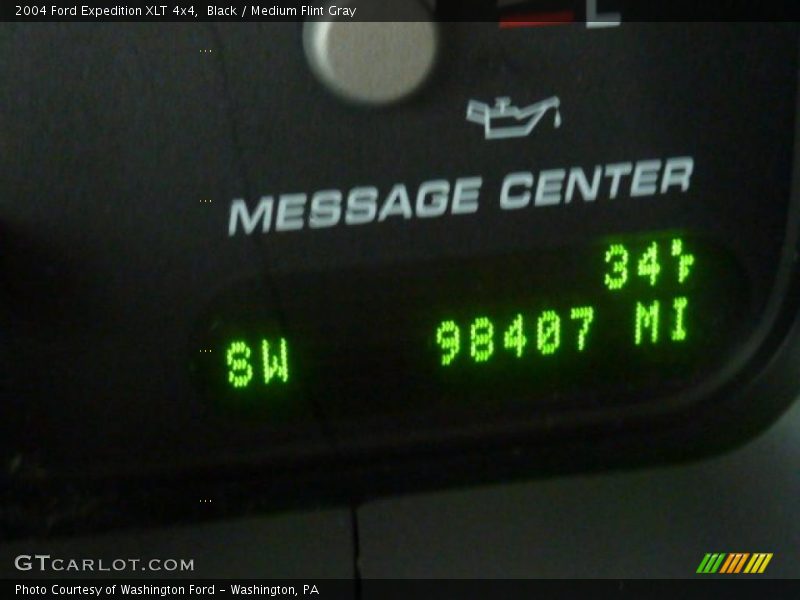 2004 Ford Expedition XLT 4x4,  Black / Medium Flint Gray
L
MESSAGE CENTER
34°F
SW 98407 MI
GTCARLOT.COM
Photo Courtesy of Washington Ford - Washington, PA